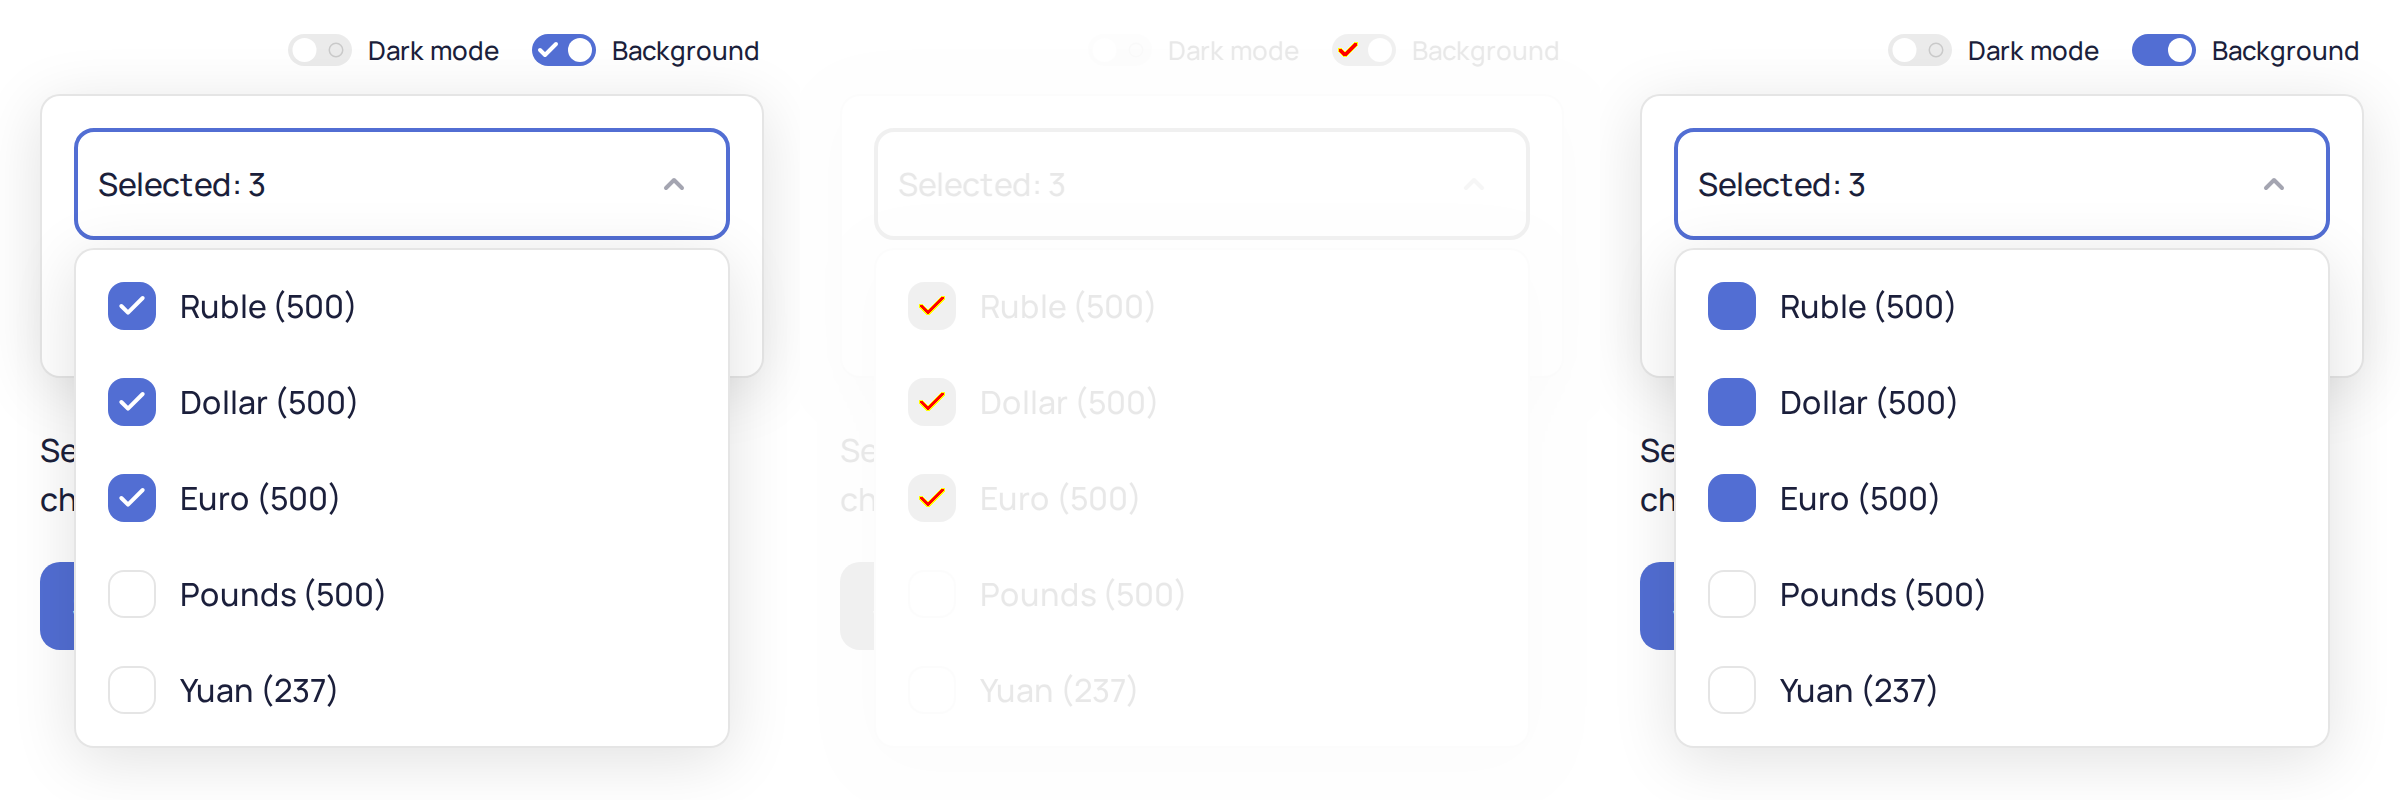 Dark mode Background
Selected: 3
Ruble (500)
Dollar (500)
Se
Euro (500)
ch
Pounds (500)
Yuan (237)
Dark mode Background
Selected: 3
Ruble (500)
Dollar (500)
Se
Euro (500)
ch
Pounds (500)
Yuan (237)
Dark mode Background
Selected: 3
Ruble (500)
Dollar (500)
Se
Euro (500)
ch
Pounds (500)
Yuan (237)